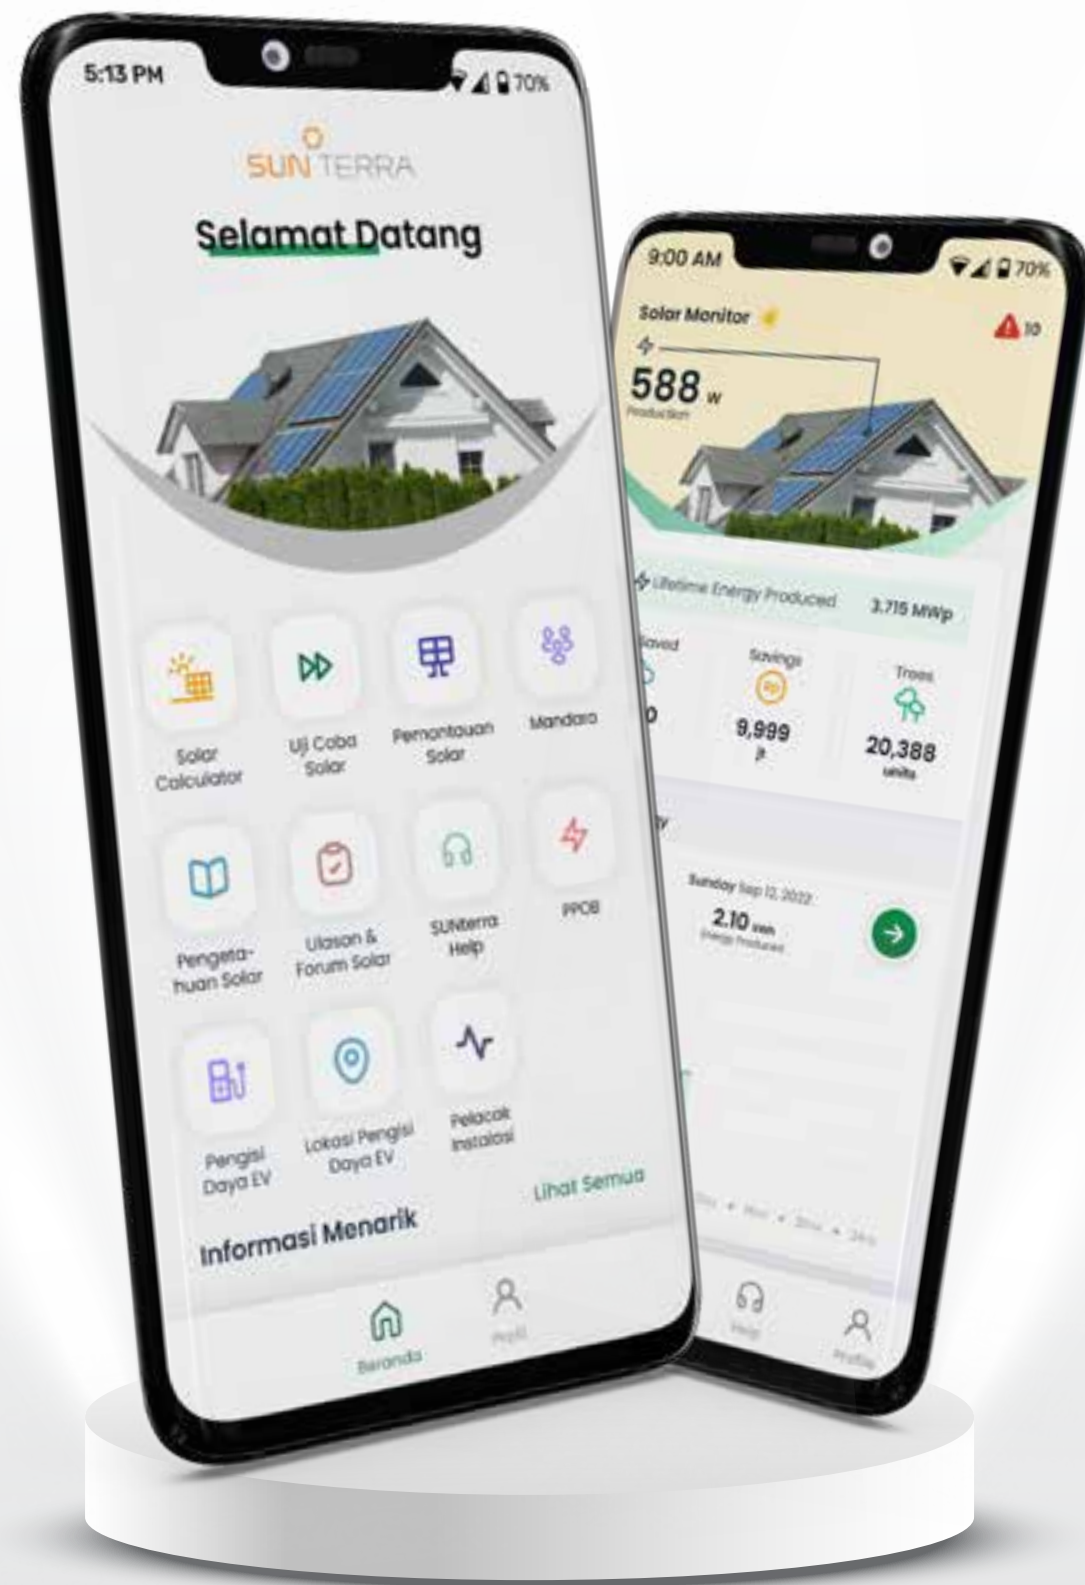 5:13 PM
70%
SUN TERRA
Selamat Datang
Solar
Calculator
Uji Coba
Solar
Pemantauan
Solar
Mandara
Pengeta-
huan Solar
Ulasan &
Forum Solar
SUNterra
Help
PPOB
Pengisi
Daya EV
Lokasi Pengisi
Daya EV
Pelacak
Instalasi
Informasi Menarik
Lihat Semua
Beranda
Profil
9:00 AM
70%
Solar Monitor
10
588 W
Production
Lifetime Energy Produced
3.715 MWp
Saved
0
Savings
Rp
9,999
jt
Trees
20,388
units
Sunday Sep 12, 2022
2.10 kWh
Energy Produced
Help
Profile